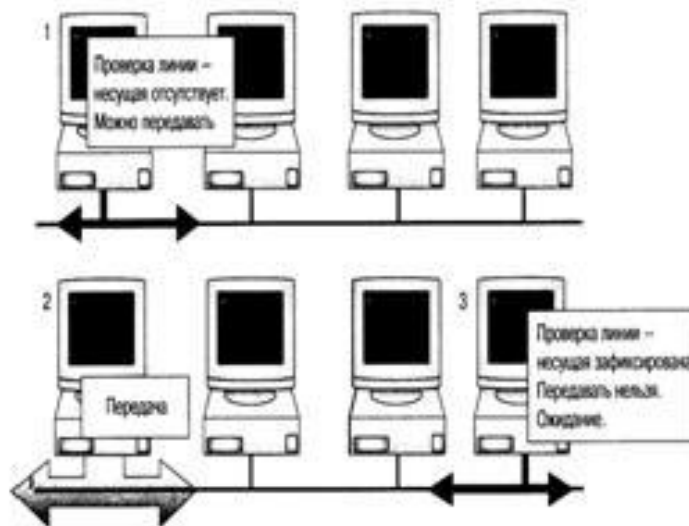 1
Проверка линии –
несущая отсутствует.
Можно передавать
2
Передача
3
Проверка линии –
несущая зафиксирована
Передавать нельзя.
Ожидание.